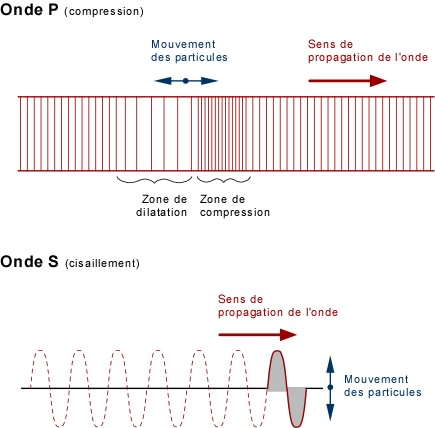 Onde P (compression)
Mouvement
des particules
Sens de
propagation de l'onde
Zone de
dilatation
Zone de
compression
Onde S (cisaillement)
Sens de
propagation de l'onde
Mouvement
des particules